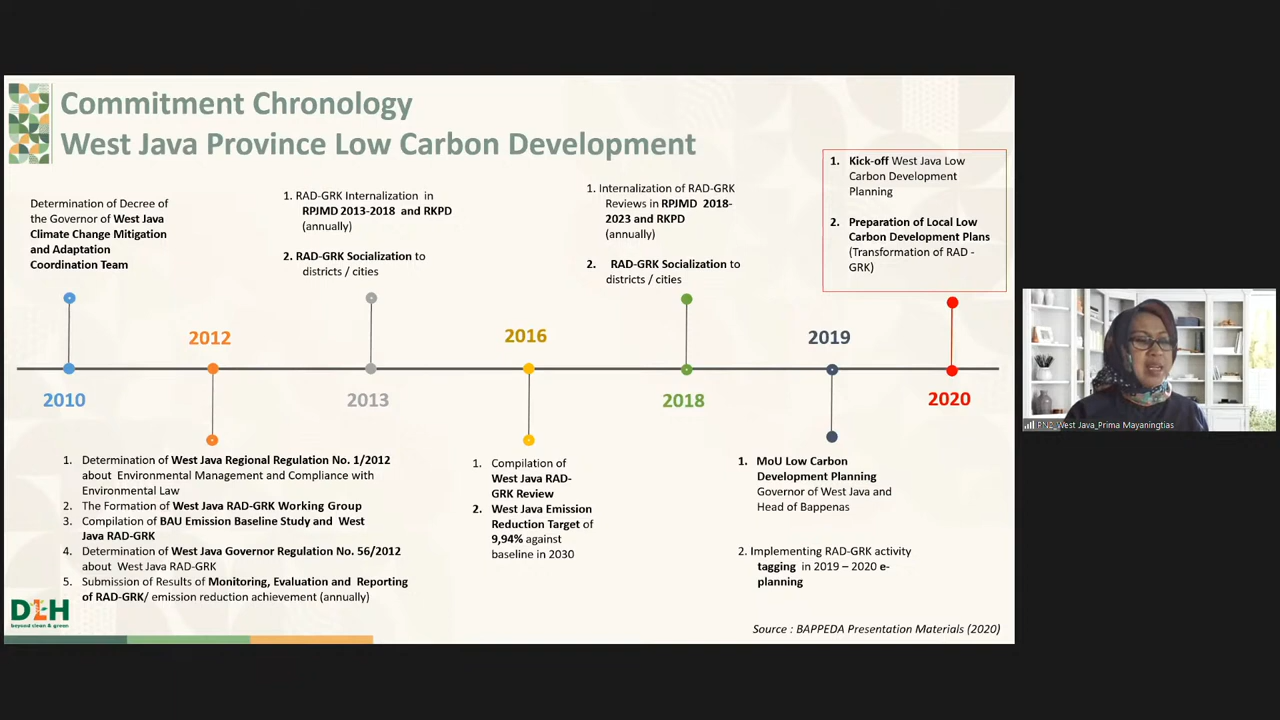 Commitment Chronology
West Java Province Low Carbon Development
Determination of Decree of
the Governor of West Java
Climate Change Mitigation
and Adaptation
Coordination Team
1. RAD-GRK Internalization in
RPJMD 2013-2018 and RKPD
(annually)
2. RAD-GRK Socialization to
districts / cities
1. Internalization of RAD-GRK
Reviews in RPJMD 2018-
2023 and RKPD
(annually)
2. RAD-GRK Socialization to
districts / cities
1. Kick-off West Java Low
Carbon Development
Planning
2. Preparation of Local Low
Carbon Development Plans
(Transformation of RAD -
GRK)
2010
2012
2013
2016
2018
2019
2020
1. Determination of West Java Regional Regulation No. 1/2012
about Environmental Management and Compliance with
Environmental Law
2. The Formation of West Java RAD-GRK Working Group
3. Compilation of BAU Emission Baseline Study and West
Java RAD-GRK
4. Determination of West Java Governor Regulation No. 56/2012
about West Java RAD-GRK
5. Submission of Results of Monitoring, Evaluation and Reporting
of RAD-GRK/ emission reduction achievement (annually)
1. Compilation of
West Java RAD-
GRK Review
2. West Java Emission
Reduction Target of
9,94% against
baseline in 2030
1. MoU Low Carbon
Development Planning
Governor of West Java and
Head of Bappenas
2. Implementing RAD-GRK activity
tagging in 2019 – 2020 e-
planning
DLH
beyond clean & green
Source : BAPPEDA Presentation Materials (2020)
PN2_West Java_Prima Mayaningtias